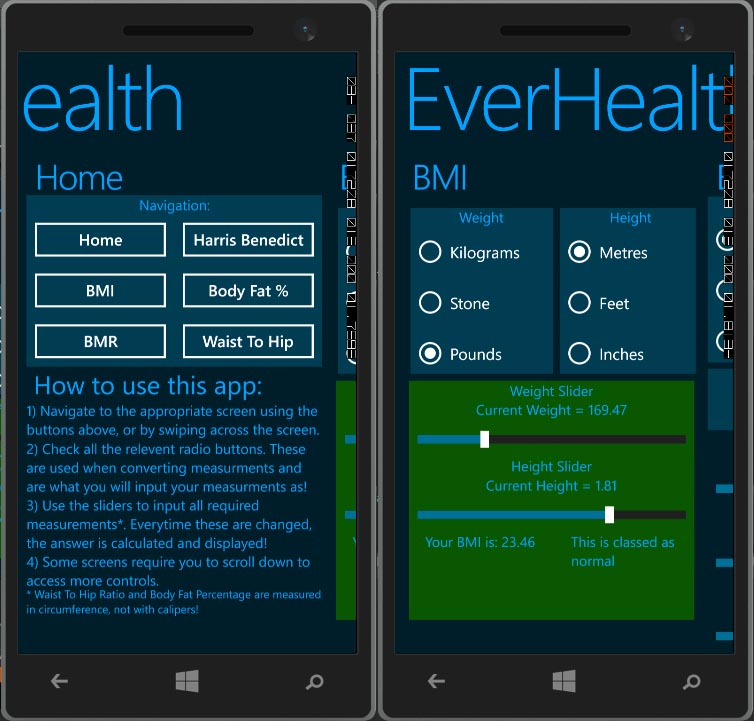 ealth
Home
Navigation:
Home
Harris Benedict
BMI
Body Fat %
BMR
Waist To Hip
How to use this app:
1) Navigate to the appropriate screen using the
buttons above, or by swiping across the screen.
2) Check all the relevent radio buttons. These
are used when converting measurments and
are what you will input your measurments as!
3) Use the sliders to input all required
measurements*. Everytime these are changed,
the answer is calculated and displayed!
4) Some screens require you to scroll down to
access more controls.
* Waist To Hip Ratio and Body Fat Percentage are measured
in circumference, not with calipers!
EverHealt
BMI
Weight
Height
Kilograms
Metres
Stone
Feet
Pounds
Inches
Weight Slider
Current Weight = 169.47
Height Slider
Current Height = 1.81
Your BMI is: 23.46
This is classed as
normal